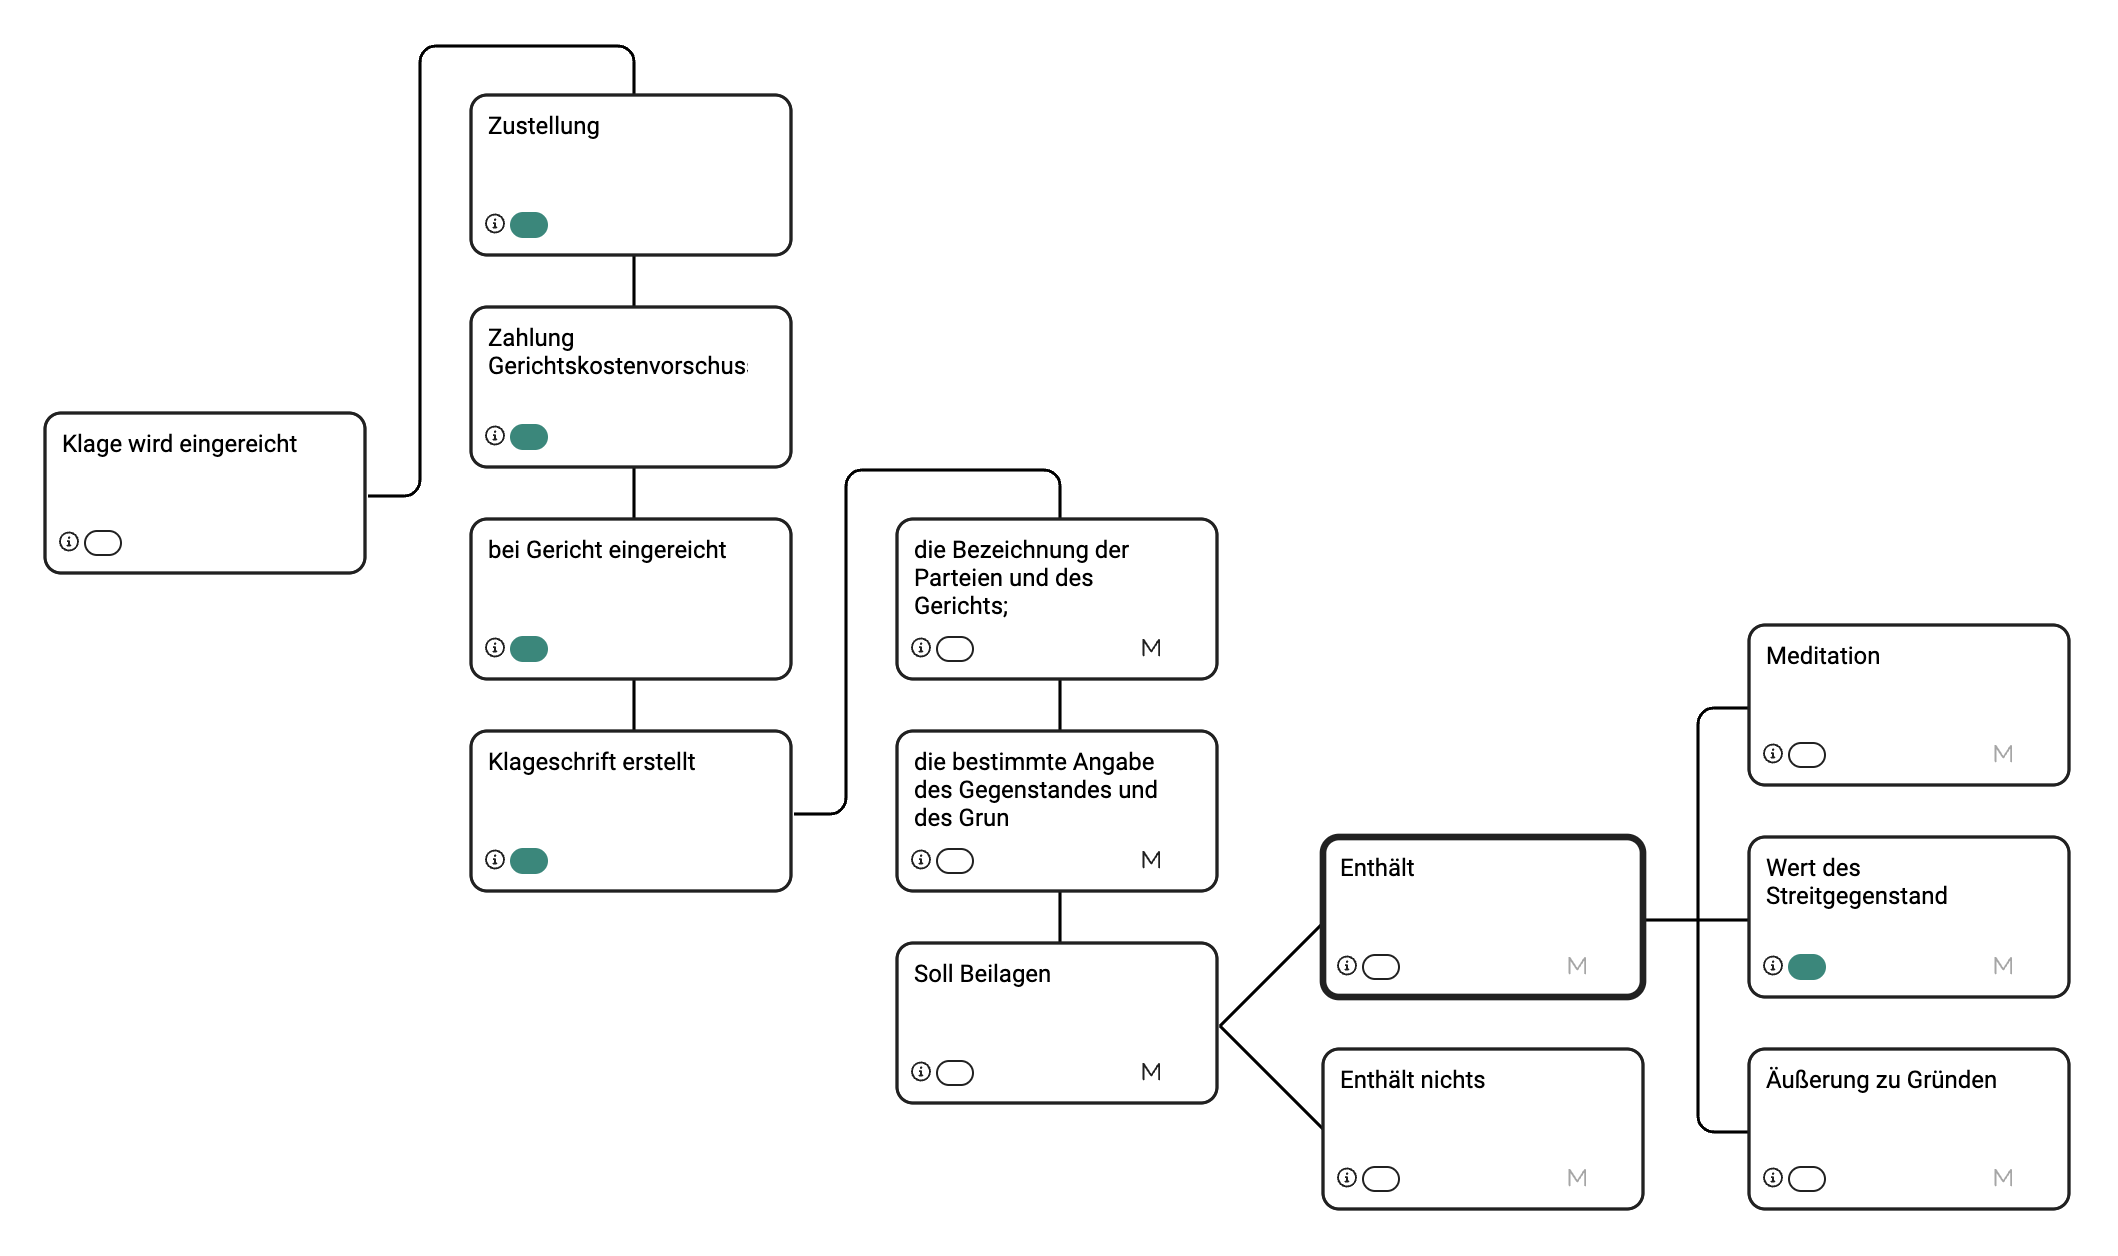 Zustellung
Zahlung
Gerichtskostenvorschus
Klage wird eingereicht
bei Gericht eingereicht
Klageschrift erstellt
die Bezeichnung der
Parteien und des
Gerichts;
M
die bestimmte Angabe
des Gegenstandes und
des Grun
M
Soll Beilagen
M
Enthält
M
Enthält nichts
M
Meditation
M
Wert des
Streitgegenstand
M
Äußerung zu Gründen
M